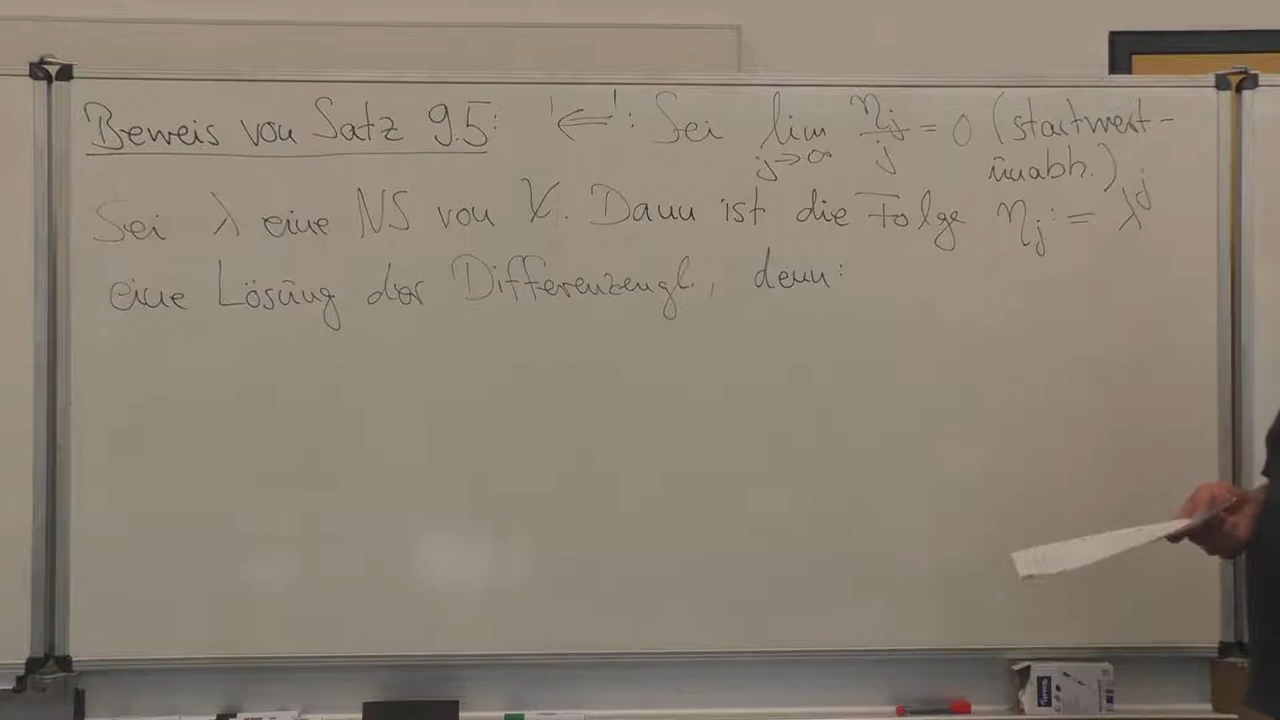 Beweis von Satz 9.5: '⇐': Sei lim_{j→∞} η_j/j = 0 (startwert-
unabh.)
Sei λ eine NS von χ. Dann ist die Folge η_j := λ^j
eine Lösung der Differenzengl., denn: